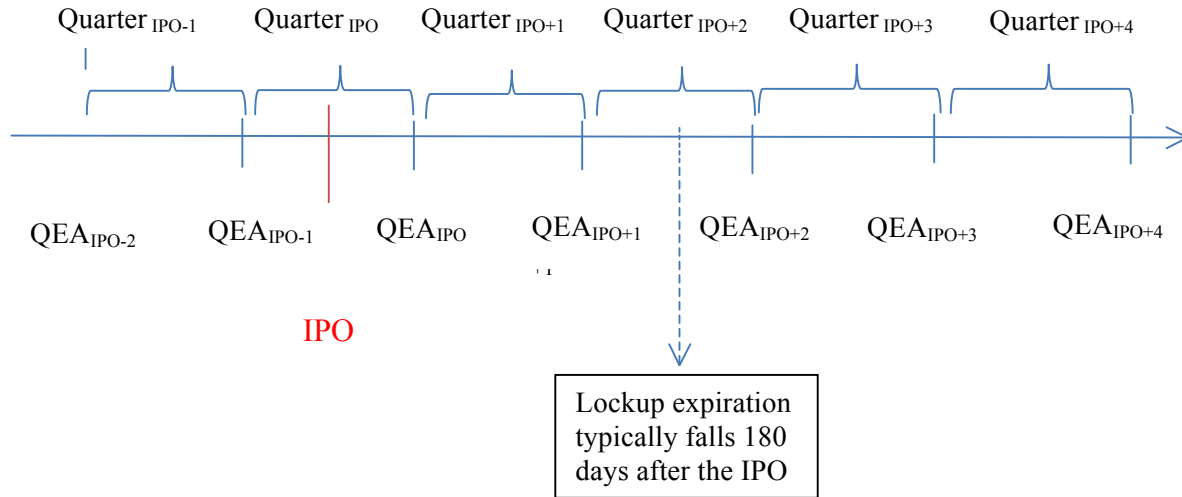 Quarter IPO-1 Quarter IPO Quarter IPO+1 Quarter IPO+2 Quarter IPO+3 Quarter IPO+4
QEAIPO-2 QEAIPO-1 QEAIPO QEAIPO+1 QEAIPO+2 QEAIPO+3 QEAIPO+4
IPO
Lockup expiration
typically falls 180
days after the IPO